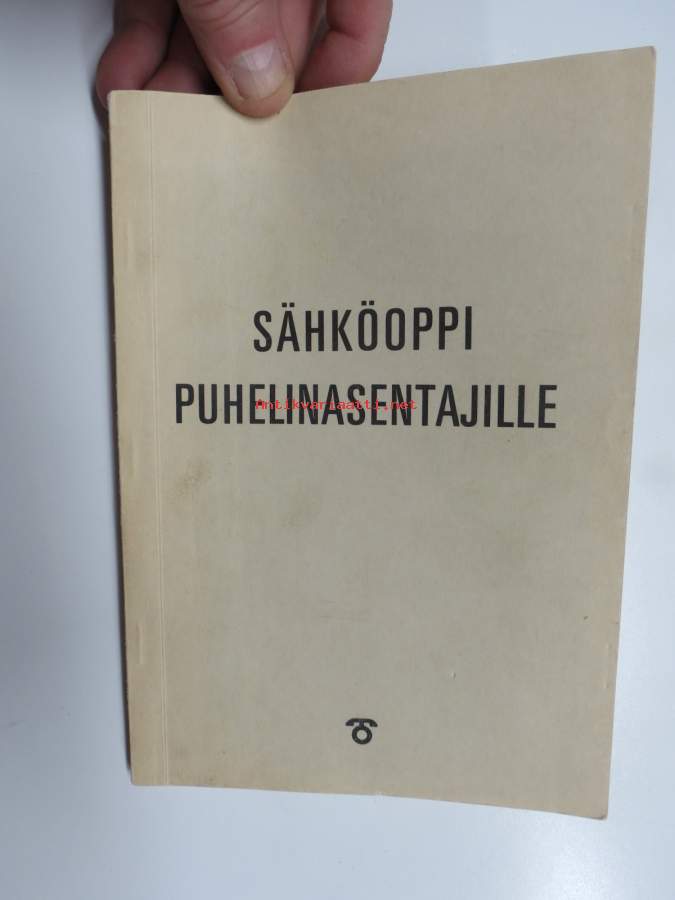 SÄHKÖOPPI
PUHELINASENTAJILLE
Antikvariaatti.net